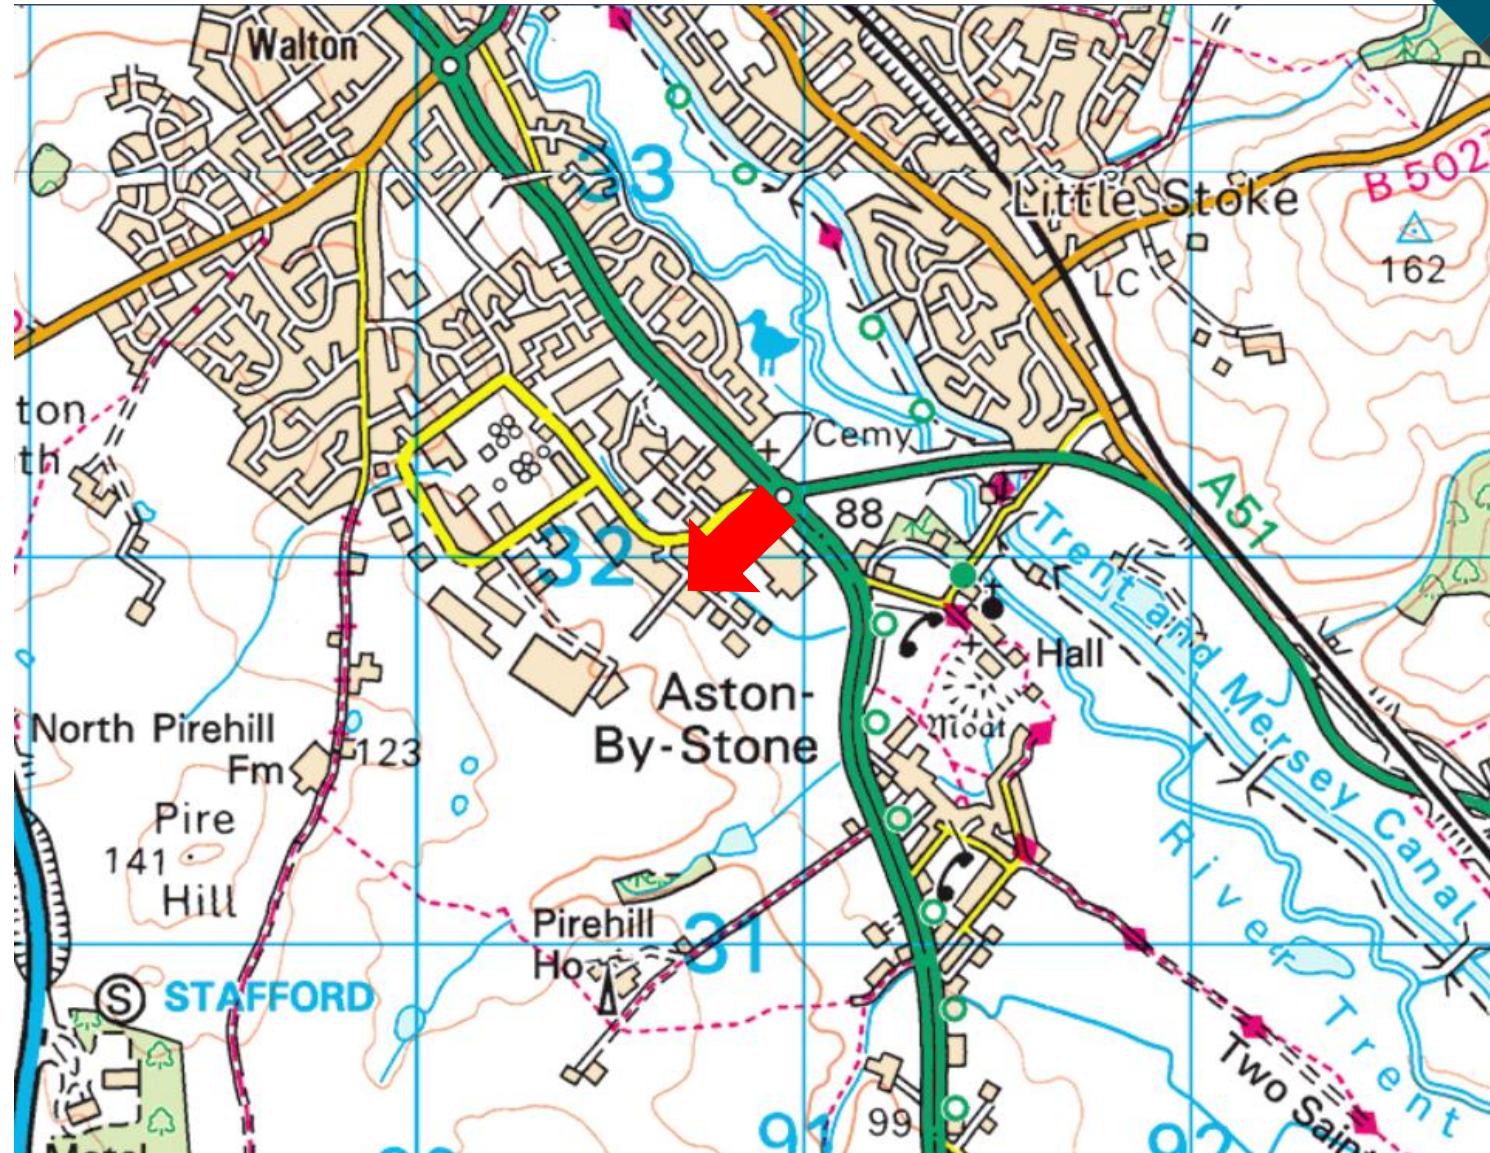 Walton
33
Little Stoke
B 502
162
LC
ton
th
Cemy
88
A51
32
Trent and Mersey Canal
Hall
Aston-
By-Stone
Moat
North Pirehill
Fm
123
Pire
141
Hill
River Trent
Pirehill
Ho
31
S
STAFFORD
Two
99
91
92